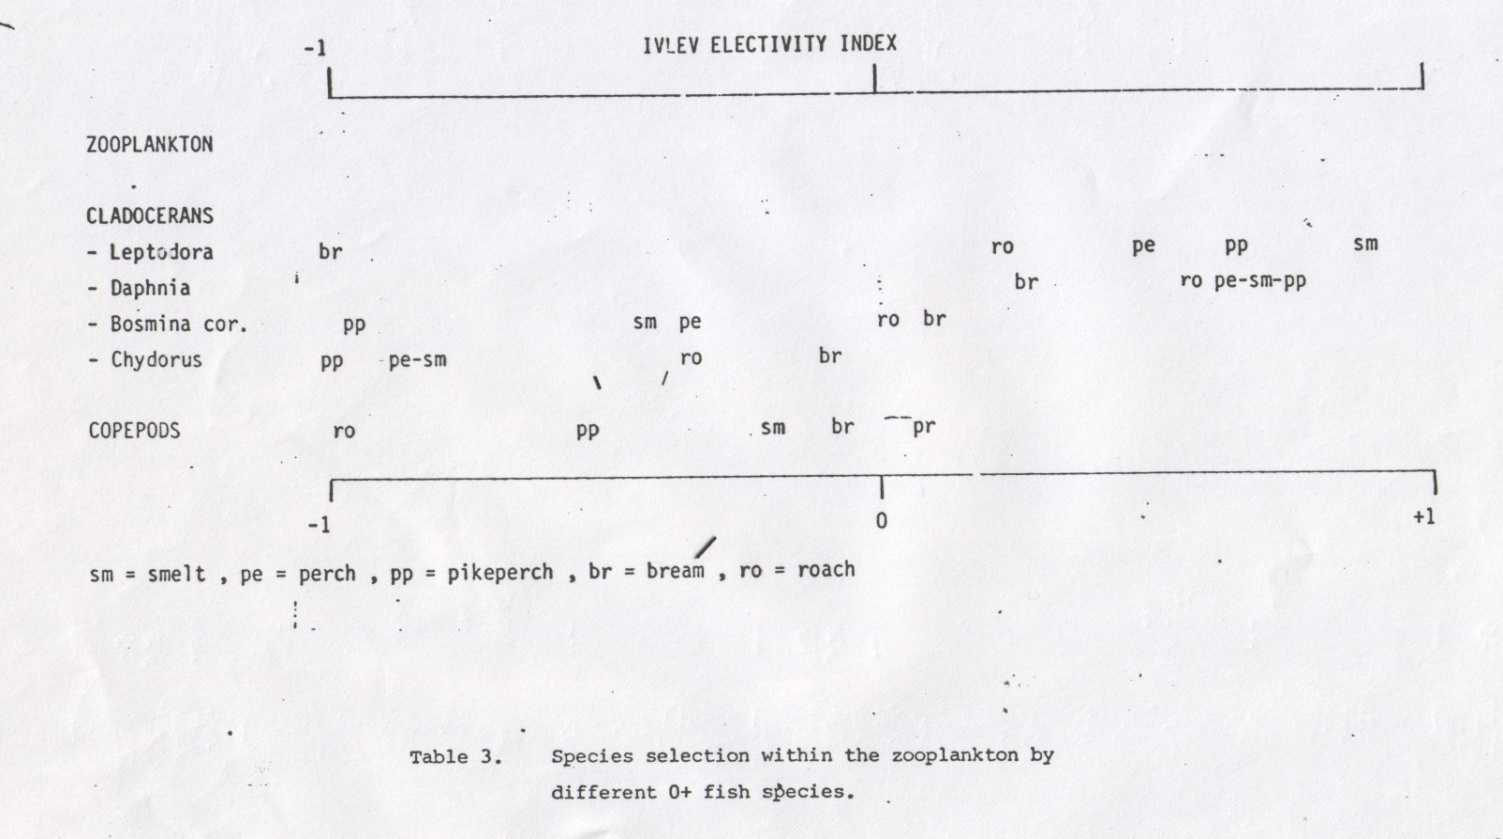 -1 IVLEV ELECTIVITY INDEX
ZOOPLANKTON
CLADOCERANS
- Leptodora br ro pe pp sm
- Daphnia br ro pe-sm-pp
- Bosmina cor. pp sm pe ro br
- Chydorus pp pe-sm ro br
COPEPODS ro pp sm br pr
-1 0 +1
sm = smelt , pe = perch , pp = pikeperch , br = bream , ro = roach
Table 3. Species selection within the zooplankton by
different 0+ fish species.